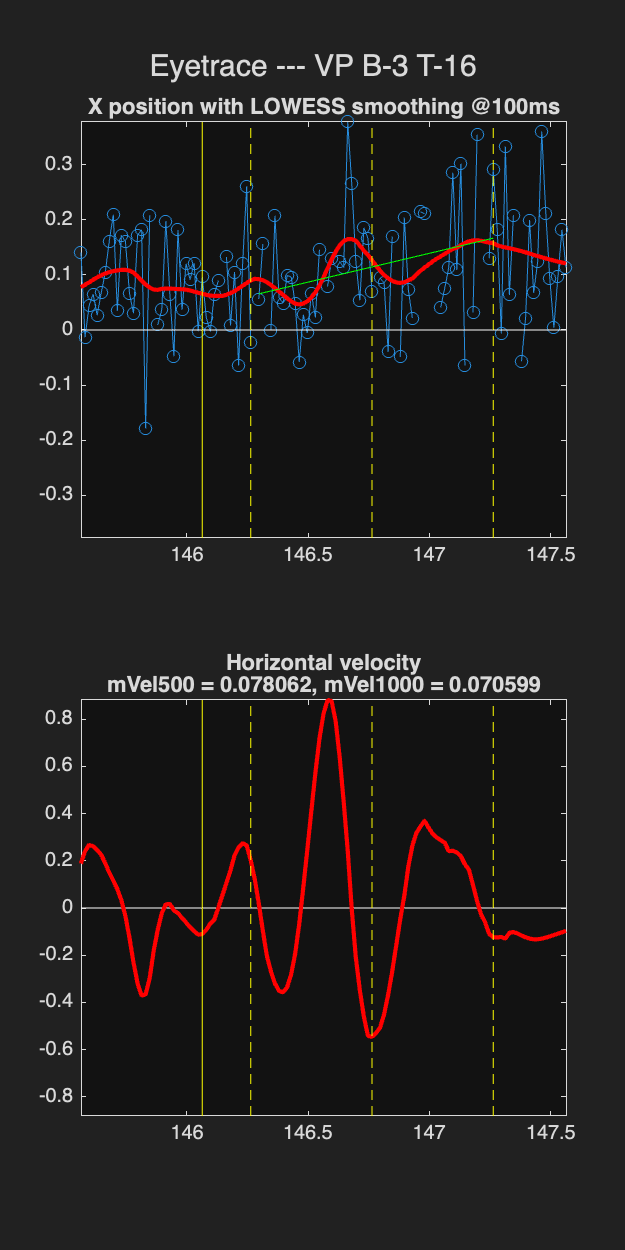 Eyetrace --- VP B-3 T-16
X position with LOWESS smoothing @100ms
0.3
0.2
0.1
0
-0.1
-0.2
-0.3
146 146.5 147 147.5
Horizontal velocity
mVel500 = 0.078062, mVel1000 = 0.070599
0.8
0.6
0.4
0.2
0
-0.2
-0.4
-0.6
-0.8
146 146.5 147 147.5